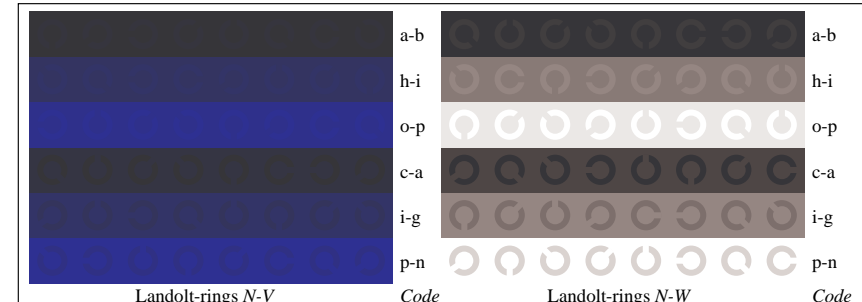 a-b a-b
h-i h-i
o-p o-p
c-a c-a
i-g i-g
p-n p-n
Landolt-rings N-V Code Landolt-rings N-W Code